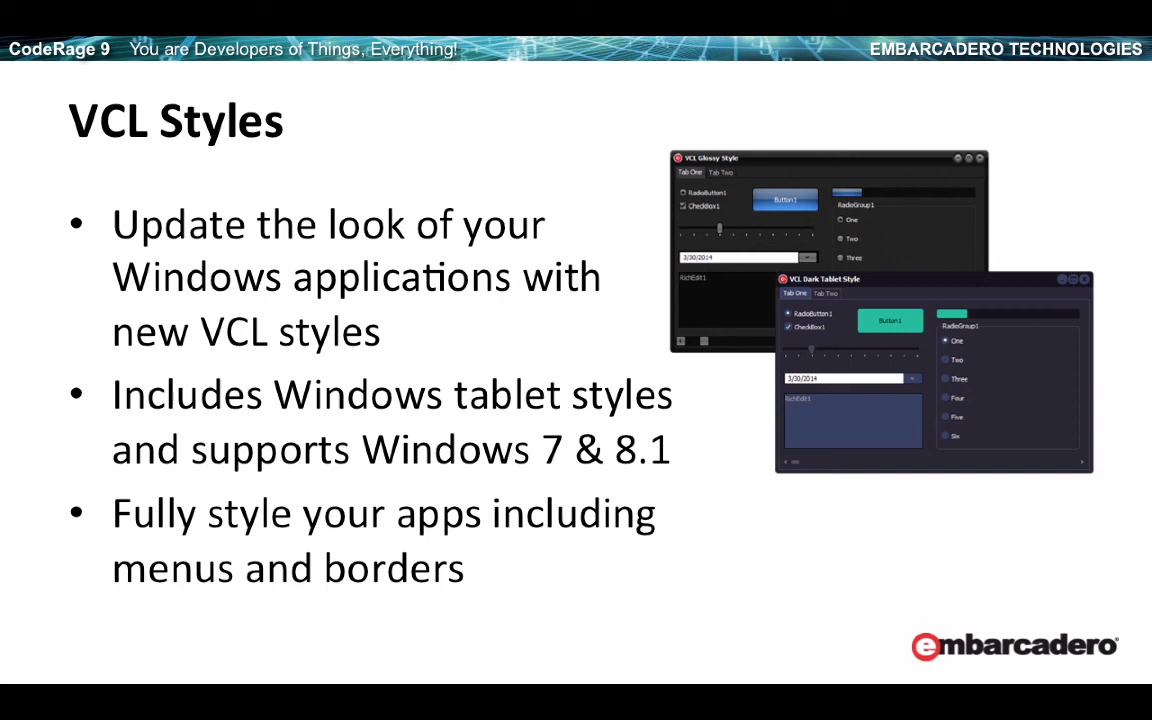 CodeRage 9 You are Developers of Things, Everything! EMBARCADERO TECHNOLOGIES
VCL Styles
• Update the look of your
Windows applications with
new VCL styles
• Includes Windows tablet styles
and supports Windows 7 & 8.1
• Fully style your apps including
menus and borders
VCL Glossy Style
Tab One Tab Two
RadioButton1
CheckBox1
Button1
RadioGroup1
One
Two
Three
3/30/2014
RichEdit1
VCL Dark Tablet Style
Tab One Tab Two
RadioButton1
CheckBox1
Button1
RadioGroup1
One
Two
Three
Four
Five
Six
3/30/2014
RichEdit1
embarcadero